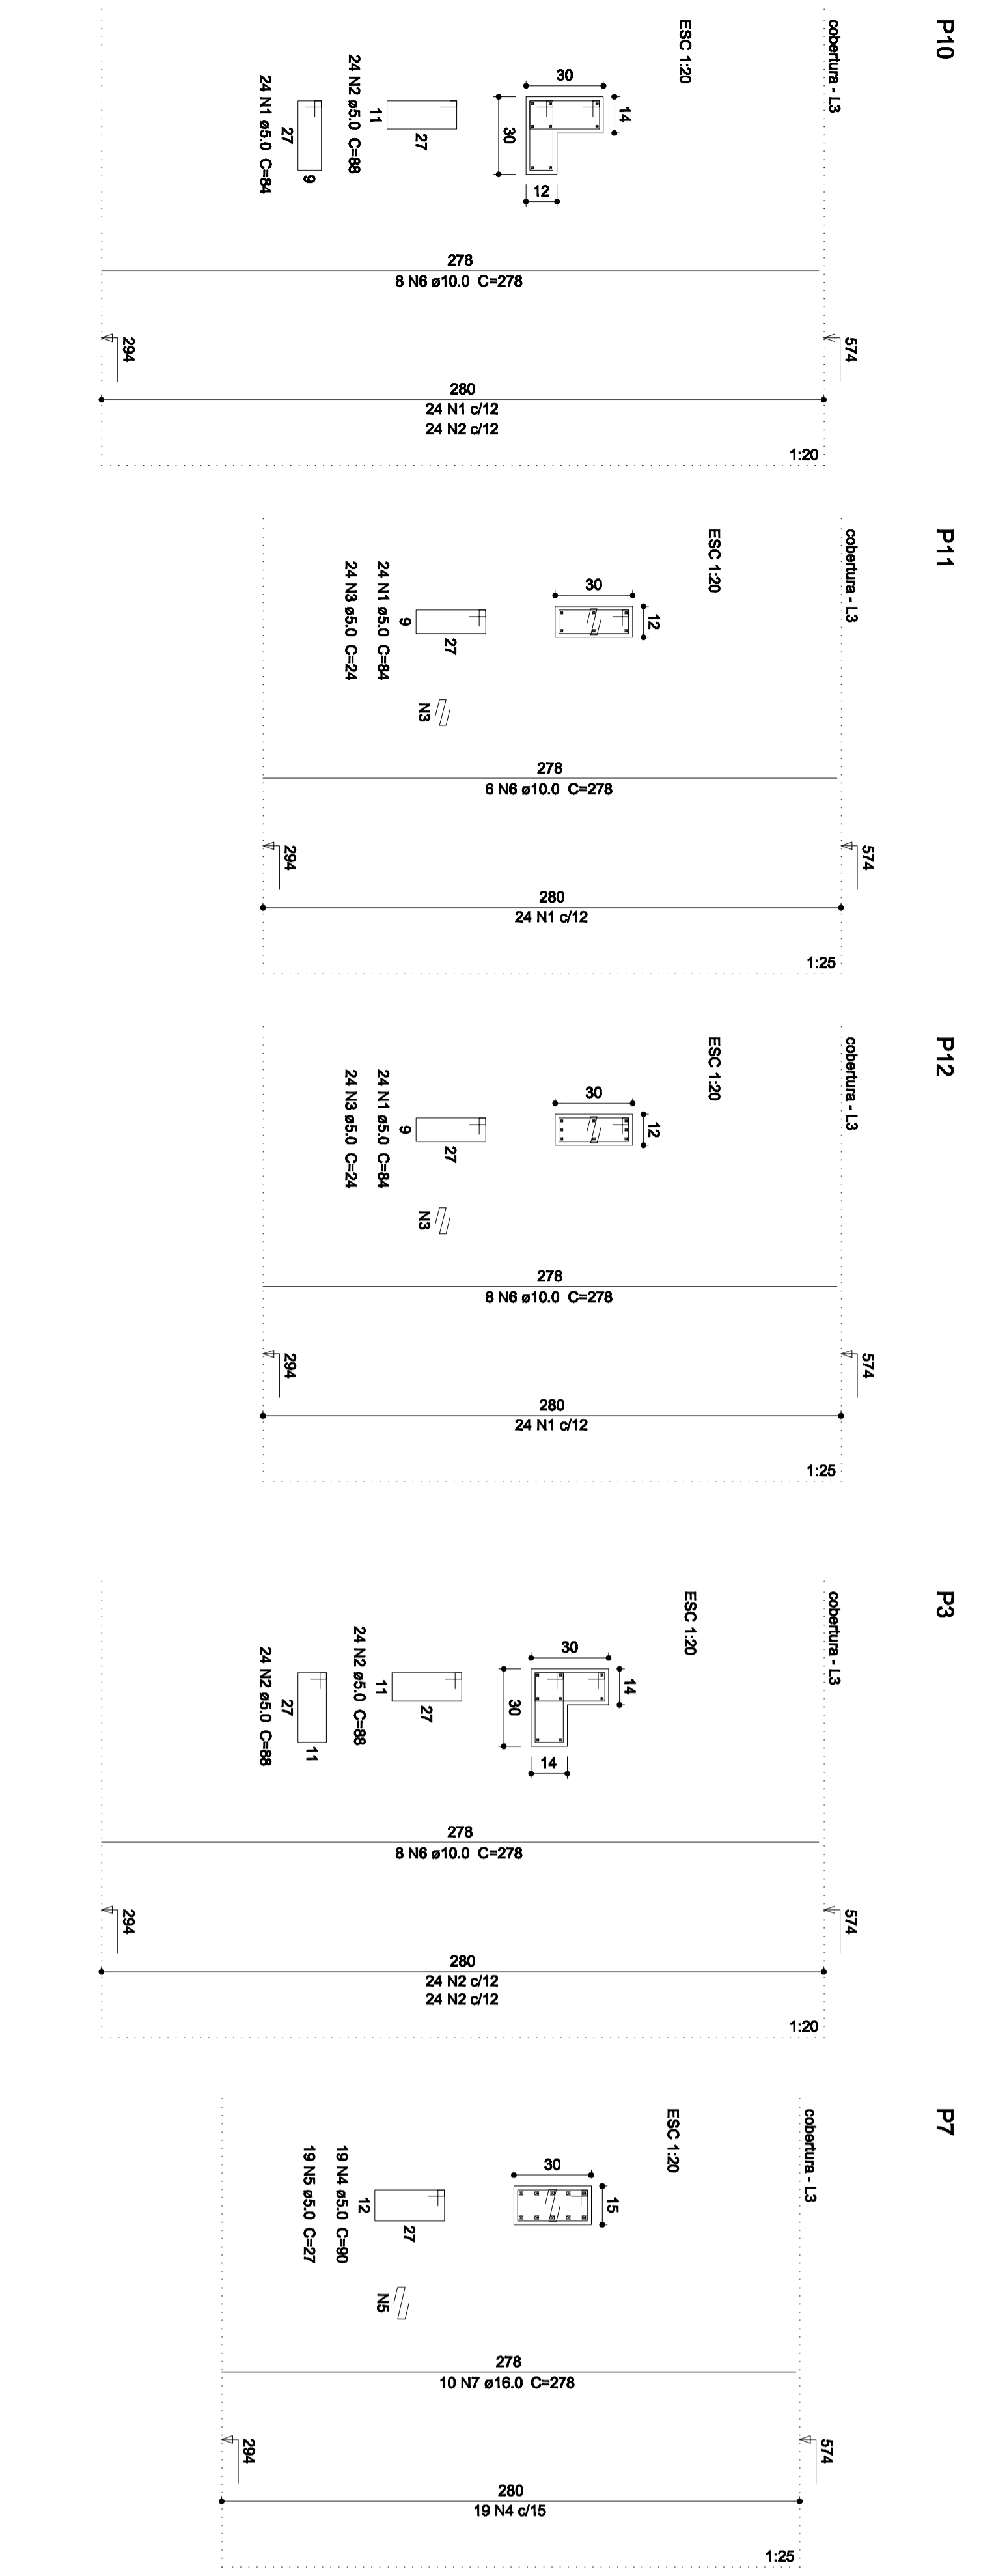 P10
cobertura - L3
ESC 1:20
30
14
30
12
24 N2 ø5.0 C=88
11
27
24 N1 ø5.0 C=84
27
9
278
8 N6 ø10.0 C=278
574
294
280
24 N1 c/12
24 N2 c/12
1:20
P11
cobertura - L3
ESC 1:20
30
12
24 N1 ø5.0 C=84
24 N3 ø5.0 C=24
9
27
N3
278
6 N6 ø10.0 C=278
574
294
280
24 N1 c/12
1:25
P12
cobertura - L3
ESC 1:20
30
12
24 N1 ø5.0 C=84
24 N3 ø5.0 C=24
9
27
N3
278
8 N6 ø10.0 C=278
574
294
280
24 N1 c/12
1:25
P3
cobertura - L3
ESC 1:20
30
14
30
14
24 N2 ø5.0 C=88
11
27
24 N2 ø5.0 C=88
27
11
278
8 N6 ø10.0 C=278
574
294
280
24 N2 c/12
24 N2 c/12
1:20
P7
cobertura - L3
ESC 1:20
30
15
19 N4 ø5.0 C=90
19 N5 ø5.0 C=27
12
27
N5
278
10 N7 ø16.0 C=278
574
294
280
19 N4 c/15
1:25